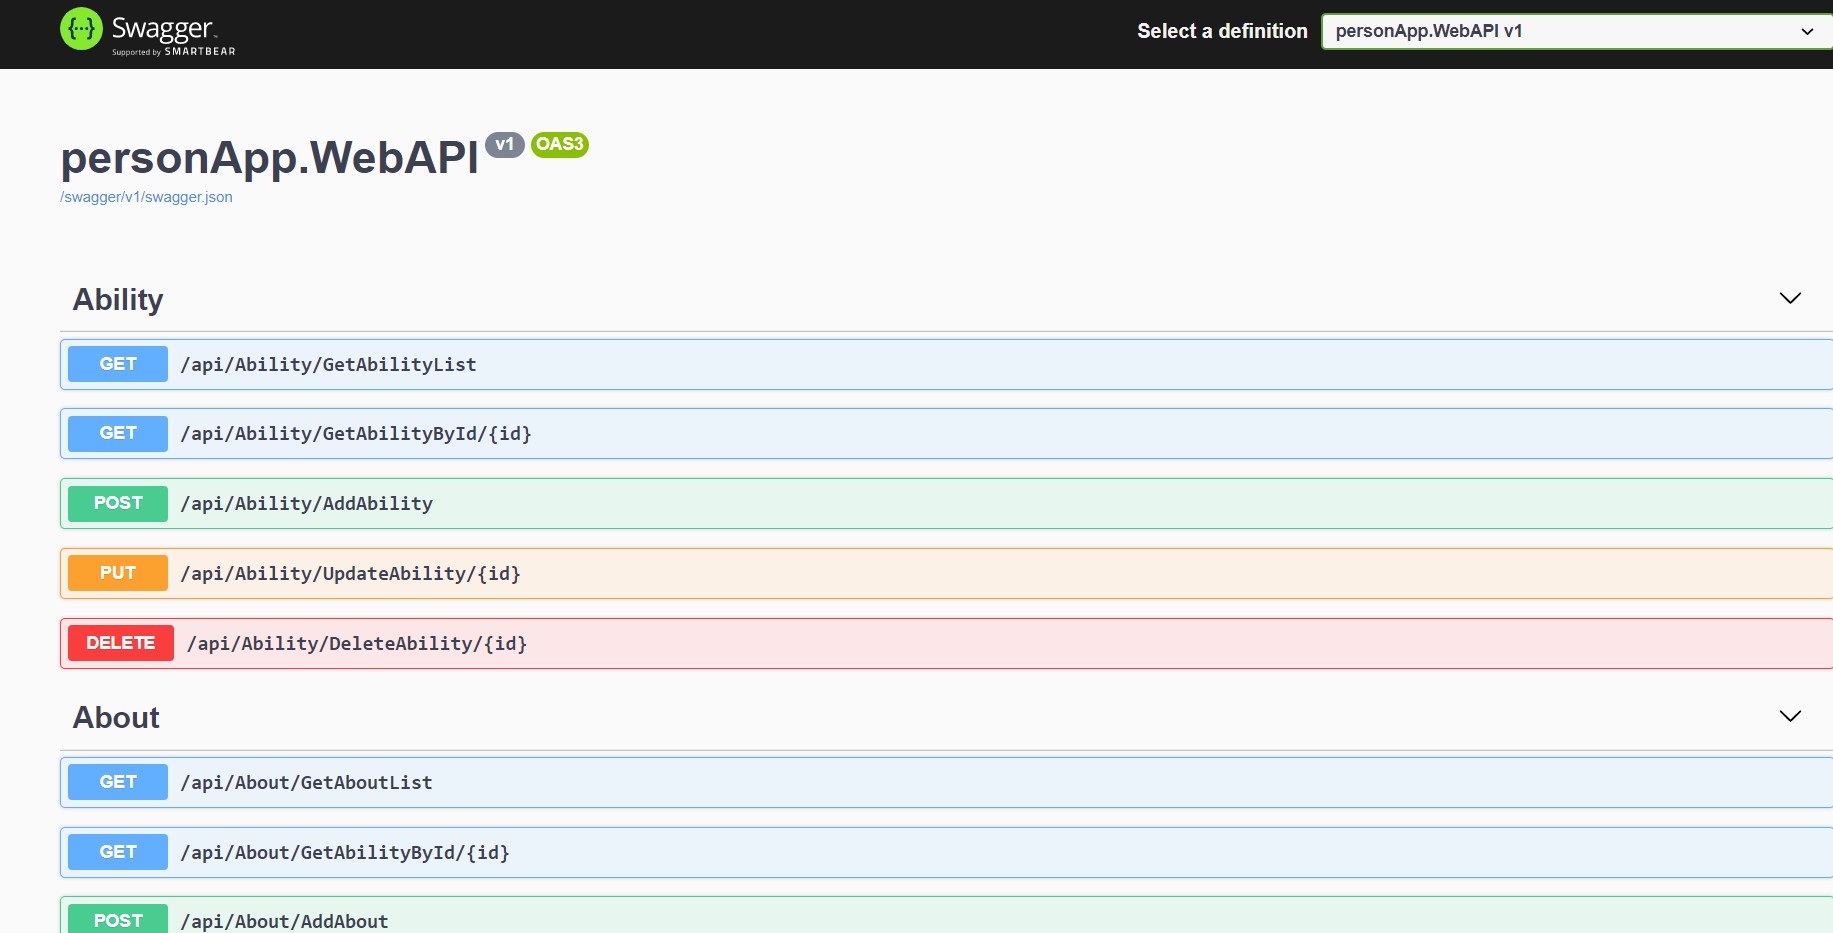 Swagger™
Supported by SMARTBEAR
Select a definition
personApp.WebAPI v1
personApp.WebAPI v1 OAS3
/swagger/v1/swagger.json
Ability
GET /api/Ability/GetAbilityList
GET /api/Ability/GetAbilityById/{id}
POST /api/Ability/AddAbility
PUT /api/Ability/UpdateAbility/{id}
DELETE /api/Ability/DeleteAbility/{id}
About
GET /api/About/GetAboutList
GET /api/About/GetAbilityById/{id}
POST /api/About/AddAbout